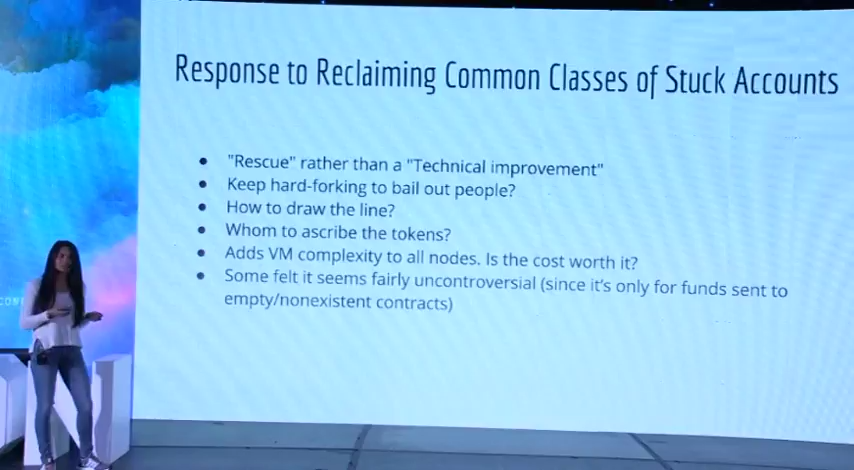 Response to Reclaiming Common Classes of Stuck Accounts
● "Rescue" rather than a "Technical improvement"
● Keep hard-forking to bail out people?
● How to draw the line?
● Whom to ascribe the tokens?
● Adds VM complexity to all nodes. Is the cost worth it?
● Some felt it seems fairly uncontroversial (since it's only for funds sent to
empty/nonexistent contracts)